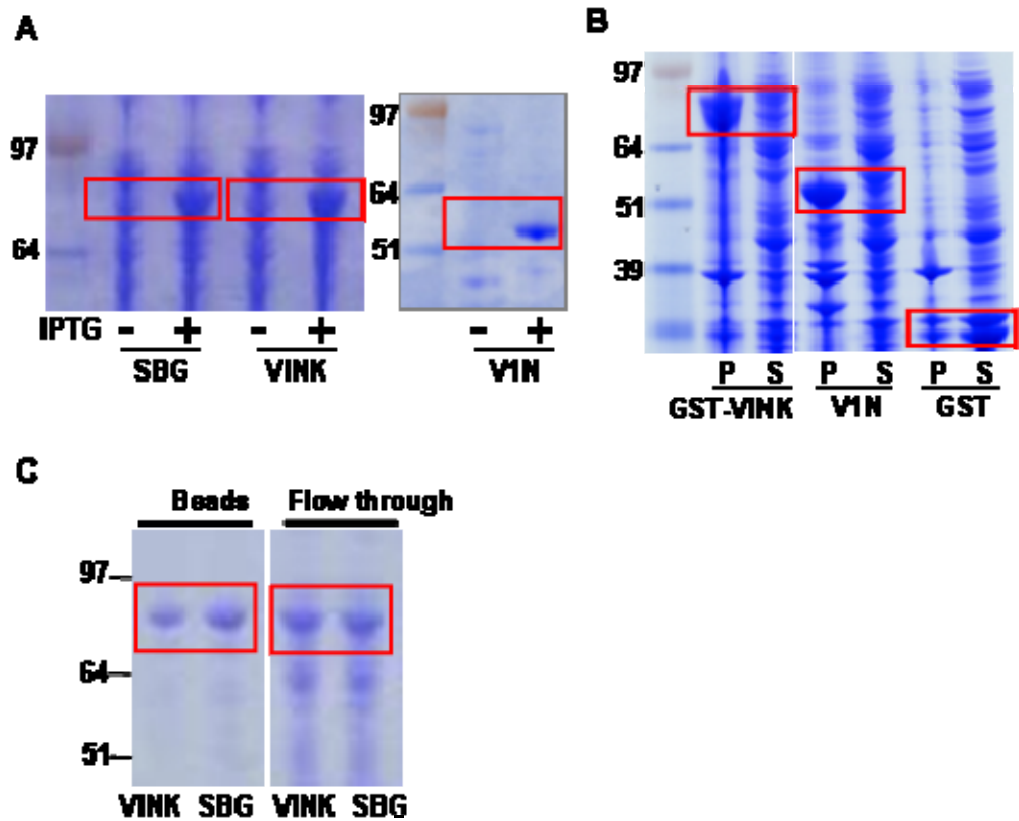 A
B
97
64
97
64
51
IPTG - + - + - +
SBG VINK V1N
97
64
51
39
P S P S P S
GST-VINK V1N GST
C
Beads Flow through
97
64
51
VINK SBG VINK SBG